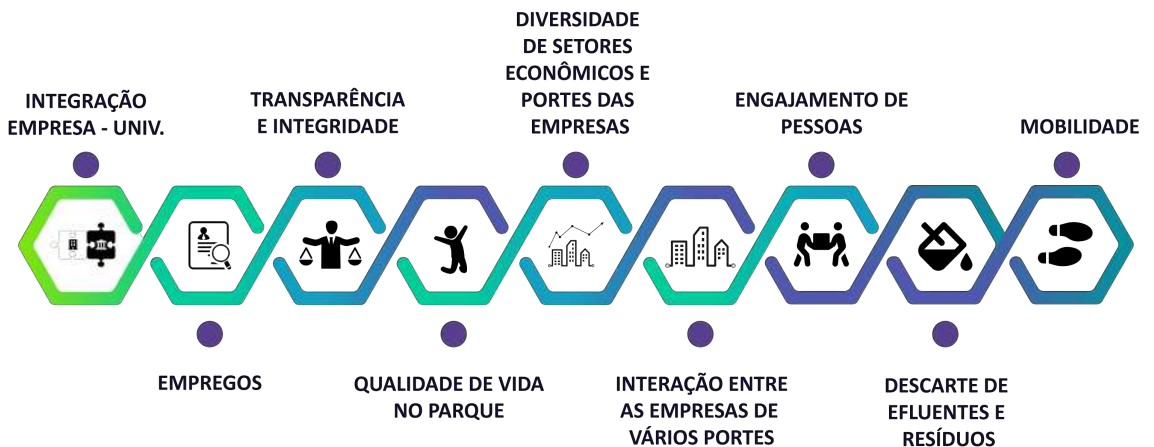 INTEGRAÇÃO
EMPRESA - UNIV.
EMPREGOS
TRANSPARÊNCIA
E INTEGRIDADE
QUALIDADE DE VIDA
NO PARQUE
DIVERSIDADE
DE SETORES
ECONÔMICOS E
PORTES DAS
EMPRESAS
INTERAÇÃO ENTRE
AS EMPRESAS DE
VÁRIOS PORTES
ENGAJAMENTO DE
PESSOAS
DESCARTE DE
EFLUENTES E
RESÍDUOS
MOBILIDADE